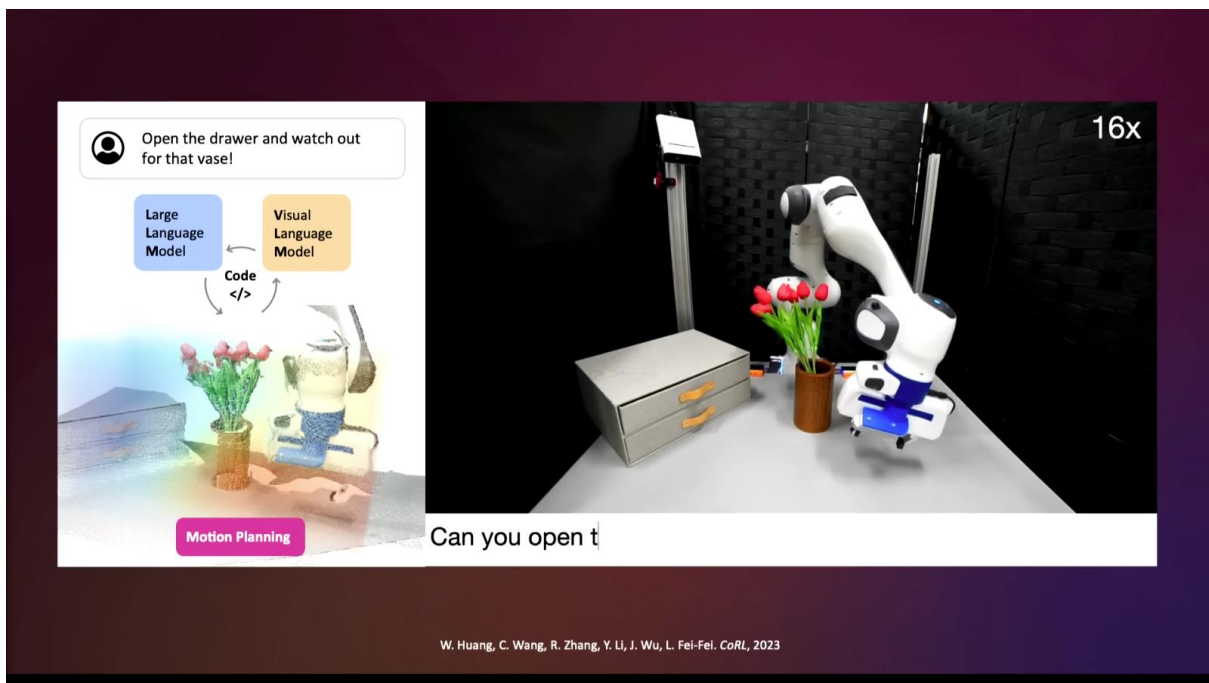 Open the drawer and watch out
for that vase!
Large
Language
Model
Visual
Language
Model
Code
</>
Motion Planning
16x
Can you open t
W. Huang, C. Wang, R. Zhang, Y. Li, J. Wu, L. Fei-Fei. CoRL, 2023